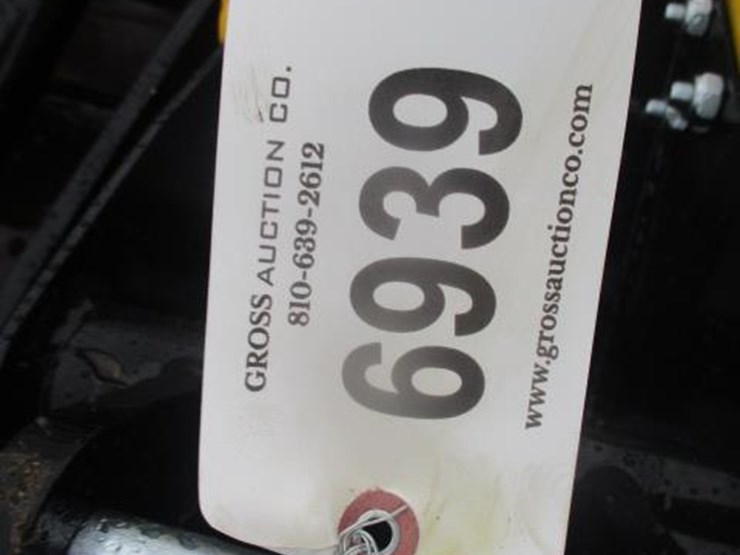 GROSS AUCTION CO.
810-639-2612
6939
www.grossauctionco.com